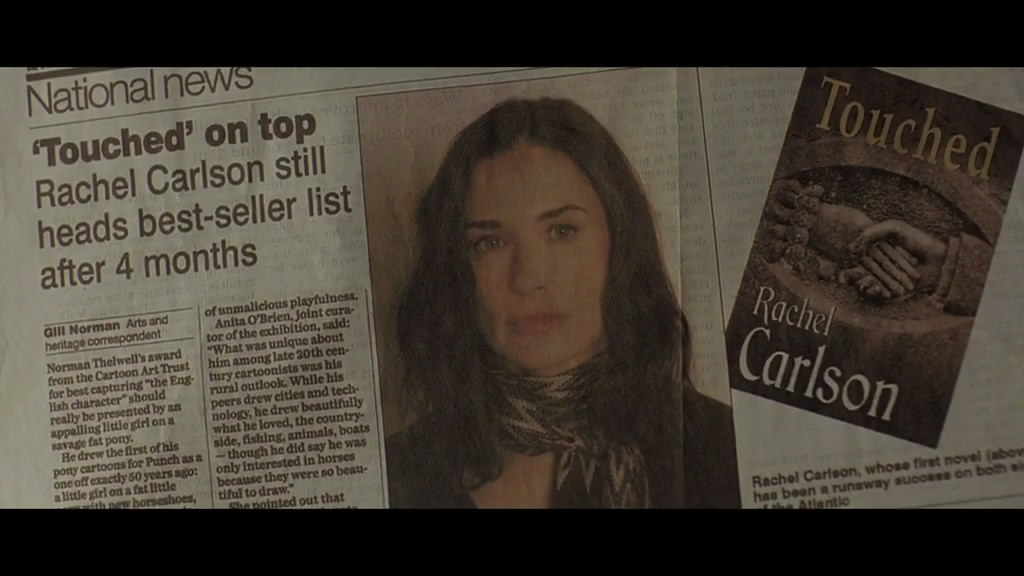 National news
‘Touched’ on top
Rachel Carlson still
heads best-seller list
after 4 months
Gill Norman Arts and
heritage correspondent
Norman Thelwell's award
from the Cartoon Art Trust
for best capturing "the Eng-
lish character" should
really be presented by an
appalling little girl on a
savage fat pony.
He drew the first of his
pony cartoons for Punch as a
one off exactly 50 years ago:
a little girl on a fat little
with new horseshoes,
of unmalicious playfulness.
Anita O'Brien, joint cura-
tor of the exhibition, said:
"What was unique about
him among late 20th cen-
tury cartoonists was his
rural outlook. While his
peers drew cities and tech-
nology, he drew beautifully
what he loved, the country-
side, fishing, animals, boats
— though he did say he was
only interested in horses
because they were so beau-
tiful to draw."
She pointed out that
Touched
Rachel
Carlson
Rachel Carlson, whose first novel (above
has been a runaway success on both
of the Atlantic